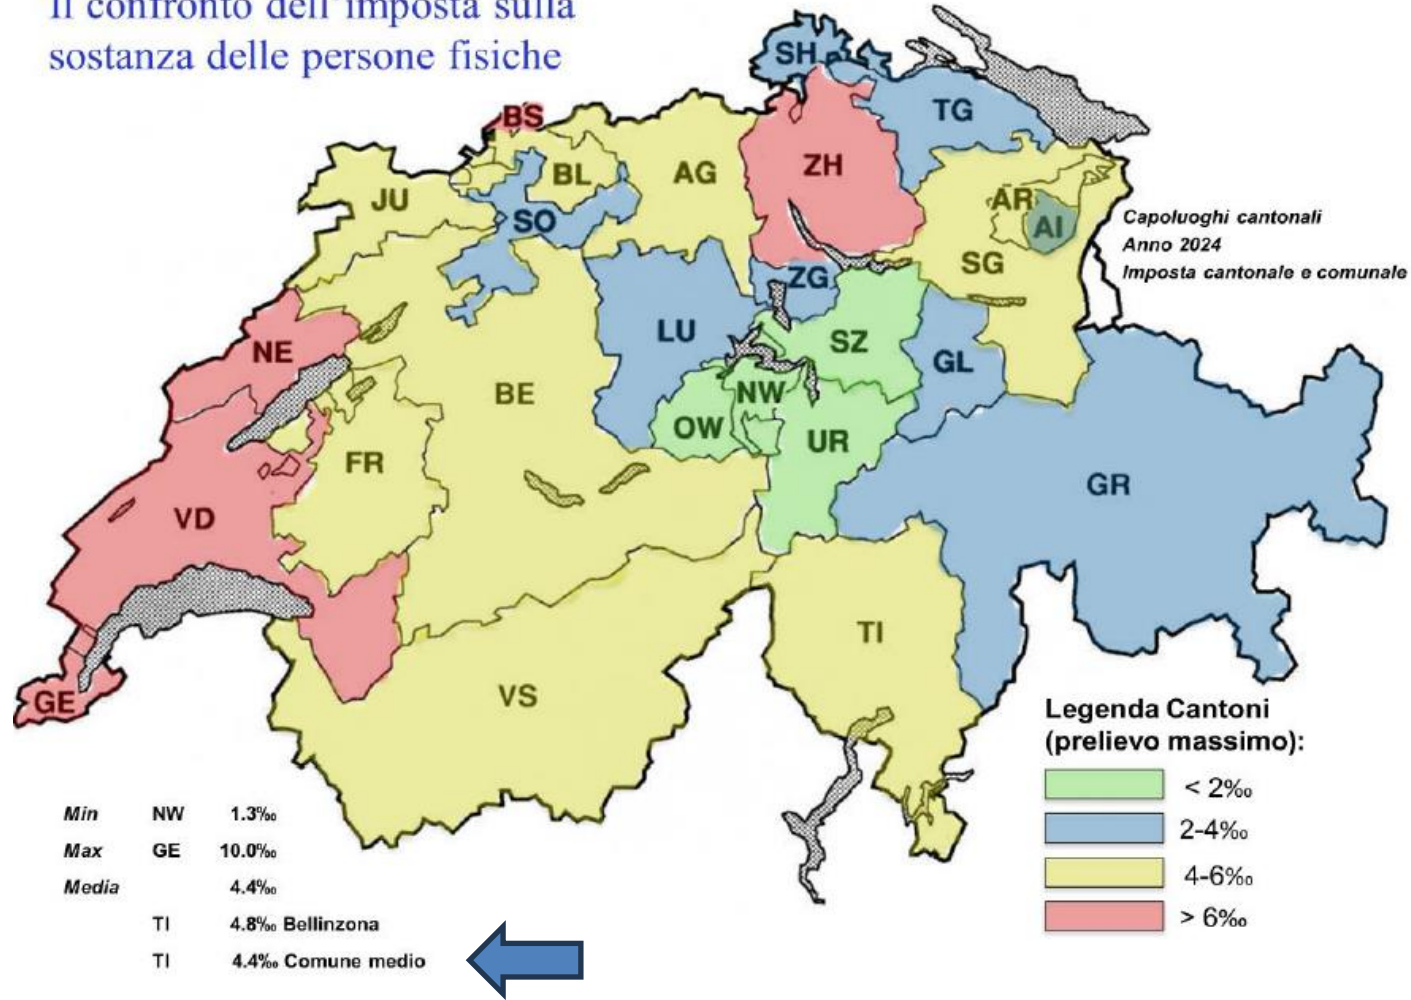 Il confronto dell'imposta sulla
sostanza delle persone fisiche
SH
BS
TG
ZH
BL
AG
JU
AR
SO
AI
Capoluoghi cantonali
Anno 2024
Imposta cantonale e comunale
SG
ZG
LU
SZ
NE
GL
BE
NW
OW
UR
FR
GR
VD
TI
VS
GE
Legenda Cantoni
(prelievo massimo):
< 2‰
2-4‰
4-6‰
> 6‰
Min NW 1.3‰
Max GE 10.0‰
Media 4.4‰
TI 4.8‰ Bellinzona
TI 4.4‰ Comune medio